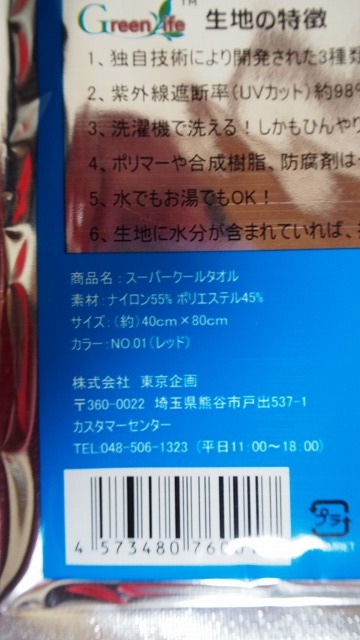 Green Life TM 生地の特徴
1、独自技術により開発された3種類
2、紫外線遮断率(UVカット)約98%
3、洗濯機で洗える!しかもひんやり
4、ポリマーや合成樹脂、防腐剤は
5、水でもお湯でもOK!
6、生地に水分が含まれていれば、
商品名:スーパークールタオル
素材:ナイロン55% ポリエステル45%
サイズ:(約)40cm×80cm
カラー:NO.01(レッド)
株式会社 東京企画
〒360-0022 埼玉県熊谷市戸出537-1
カスタマーセンター
TEL:048-506-1323 (平日11:00~18:00)
4 573480 760
プラ